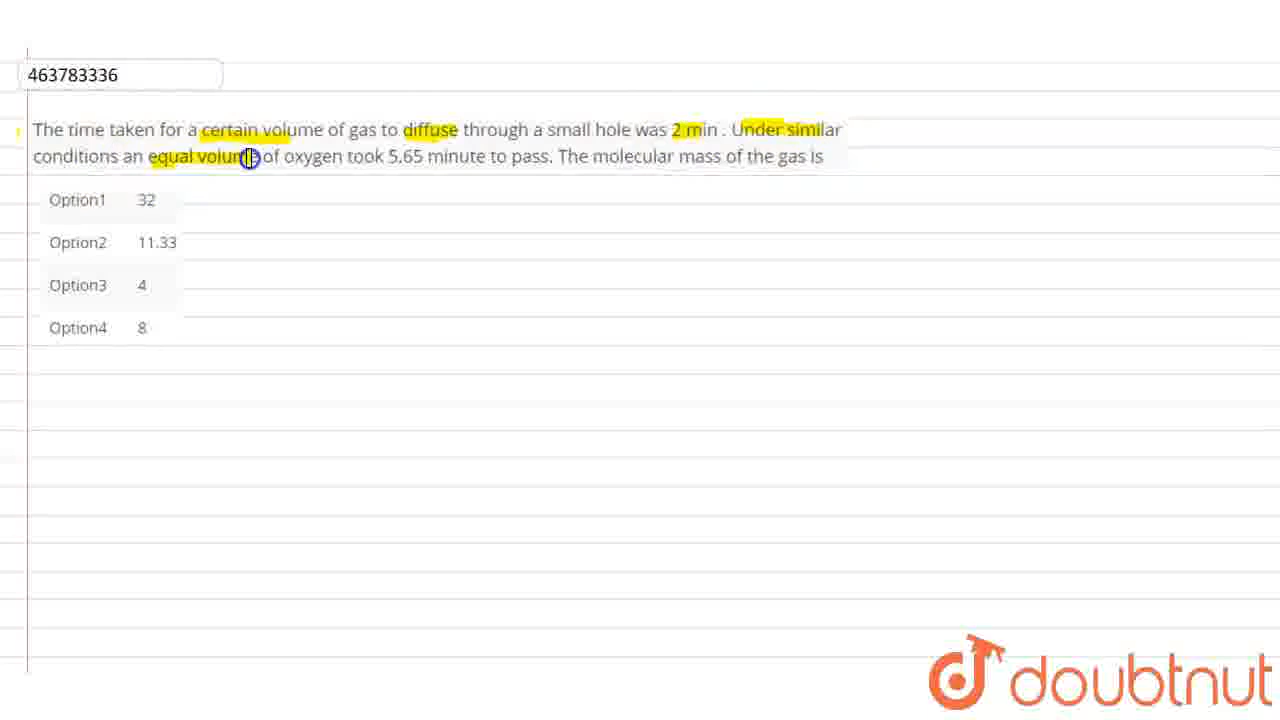 463783336
The time taken for a certain volume of gas to diffuse through a small hole was 2 min . Under similar
conditions an equal volume of oxygen took 5.65 minute to pass. The molecular mass of the gas is
Option1 32
Option2 11.33
Option3 4
Option4 8
doubtnut